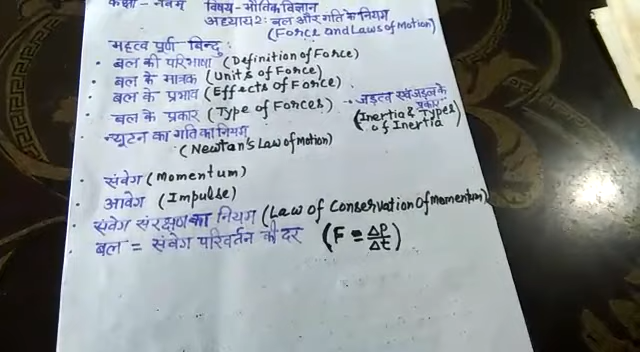 कक्षा - नवम विषय - भौतिक विज्ञान
अध्याय 2: बल और गति के नियम
(Force and Laws of Motion)
महत्व पूर्ण बिन्दु :
• बल की परिभाषा (Definition of Force)
• बल के मात्रक (Units of Force)
• बल के प्रभाव (Effects of Force)
• बल के प्रकार (Type of Forces)
• जड़त्व एवं जड़त्व के प्रकार
(Inertia & Types of Inertia)
• न्यूटन का गति का नियम
(Newtan's Law of Motion)
• संवेग (Momentum)
• आवेग (Impulse)
• संवेग संरक्षण का नियम (Law of Conservation Of Momentum)
• बल = संवेग परिवर्तन की दर (F = ΔP/Δt)